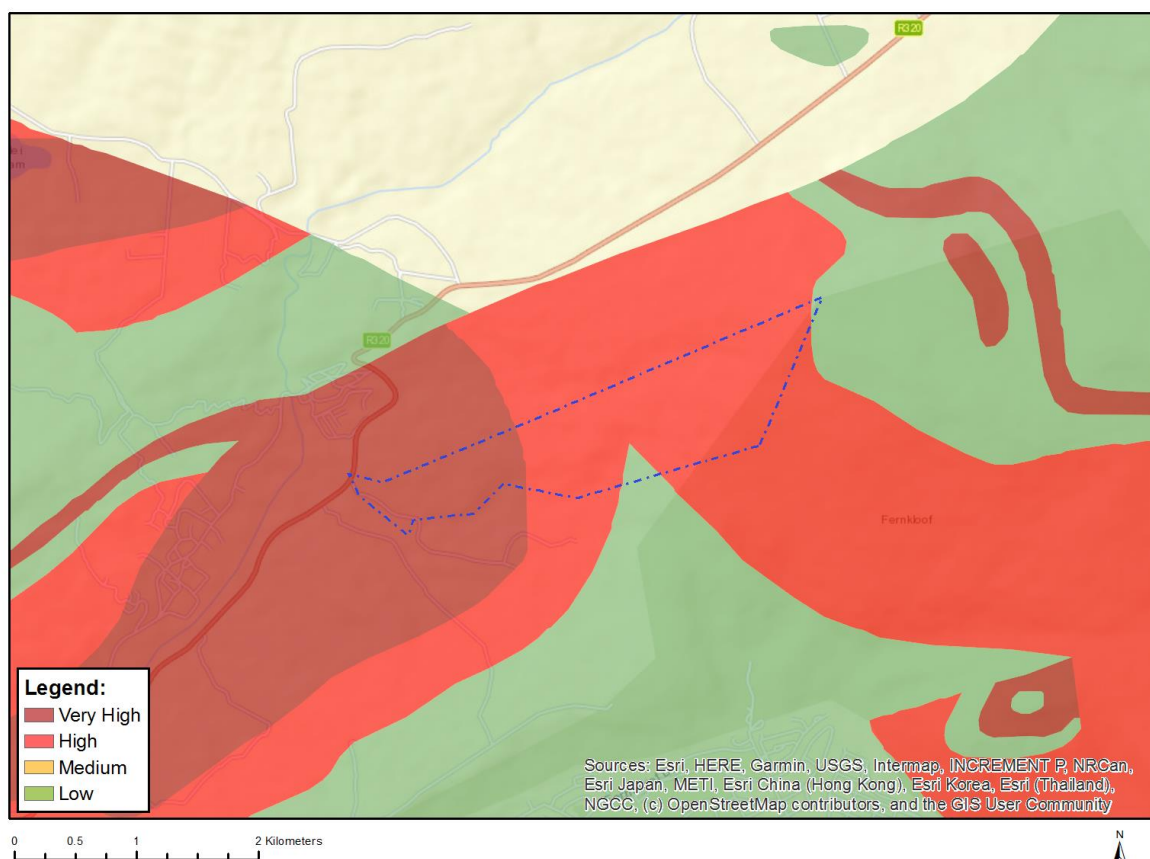 R320
R320
Fernkloof
Legend:
Very High
High
Medium
Low
Sources: Esri, HERE, Garmin, USGS, Intermap, INCREMENT P, NRCan,
Esri Japan, METI, Esri China (Hong Kong), Esri Korea, Esri (Thailand),
NGCC, (c) OpenStreetMap contributors, and the GIS User Community
0 0.5 1 2 Kilometers
N